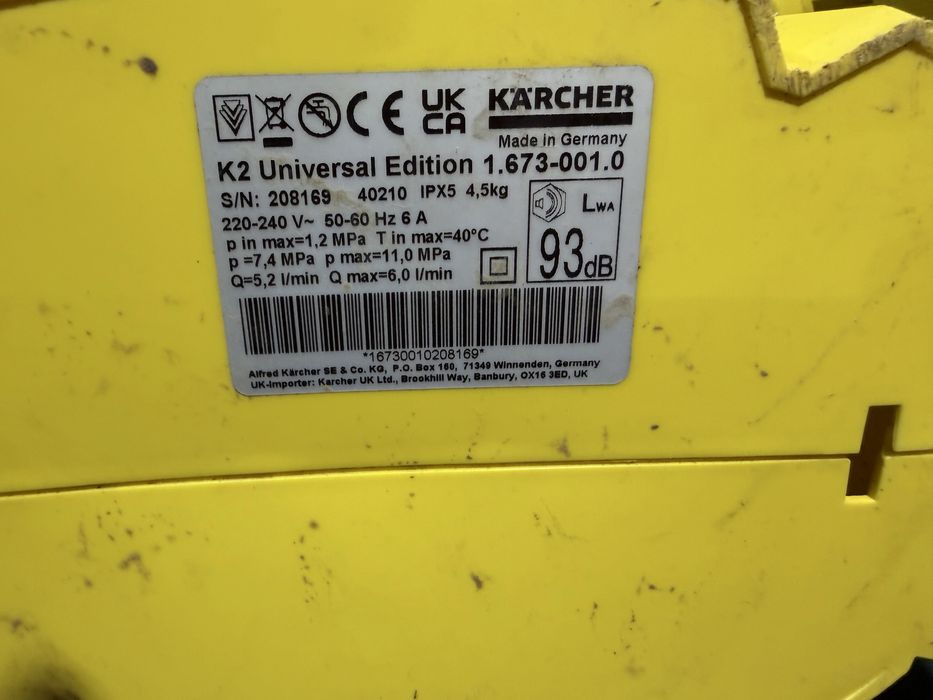 CE UK CA KÄRCHER
Made in Germany
K2 Universal Edition 1.673-001.0
S/N: 208169 40210 IPX5 4,5kg
220-240 V~ 50-60 Hz 6 A
p in max=1,2 MPa T in max=40°C
p =7,4 MPa p max=11,0 MPa
Q=5,2 l/min Q max=6,0 l/min
LWA
93dB
*16730010208169*
Alfred Kärcher SE & Co. KG, P.O. Box 160, 71349 Winnenden, Germany
UK-Importer: Karcher UK Ltd., Brookhill Way, Banbury, OX16 3ED, UK